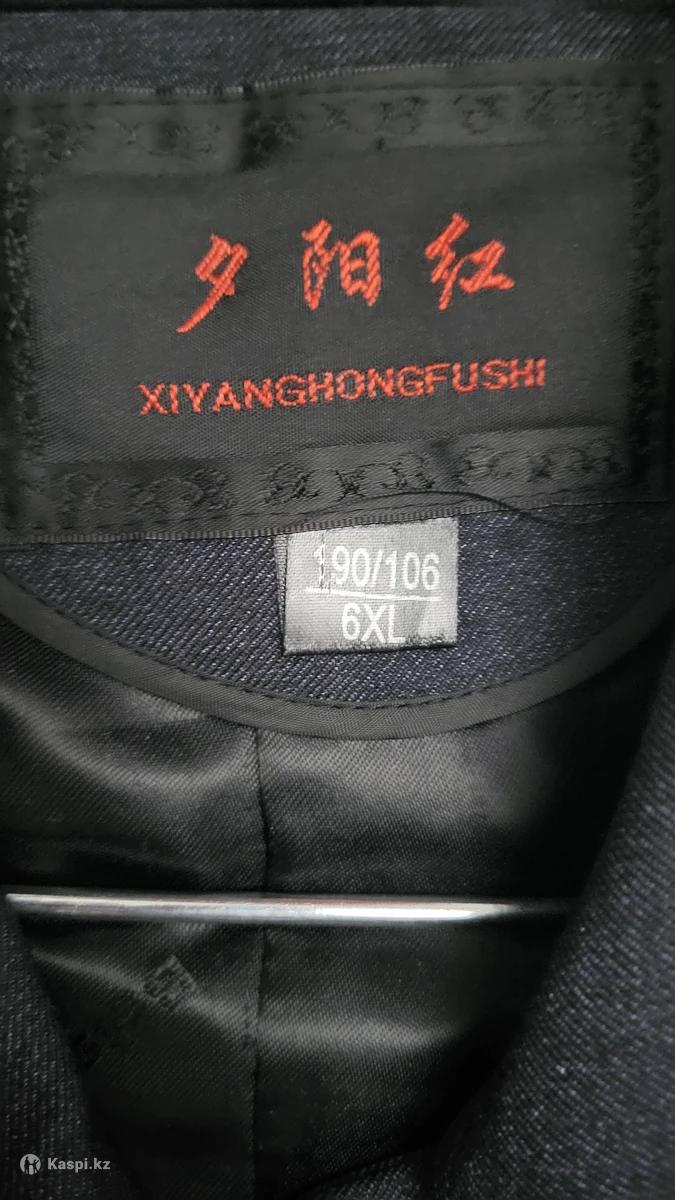 夕阳红
XIYANGHONGFUSHI
190/106
6XL
Kaspi.kz